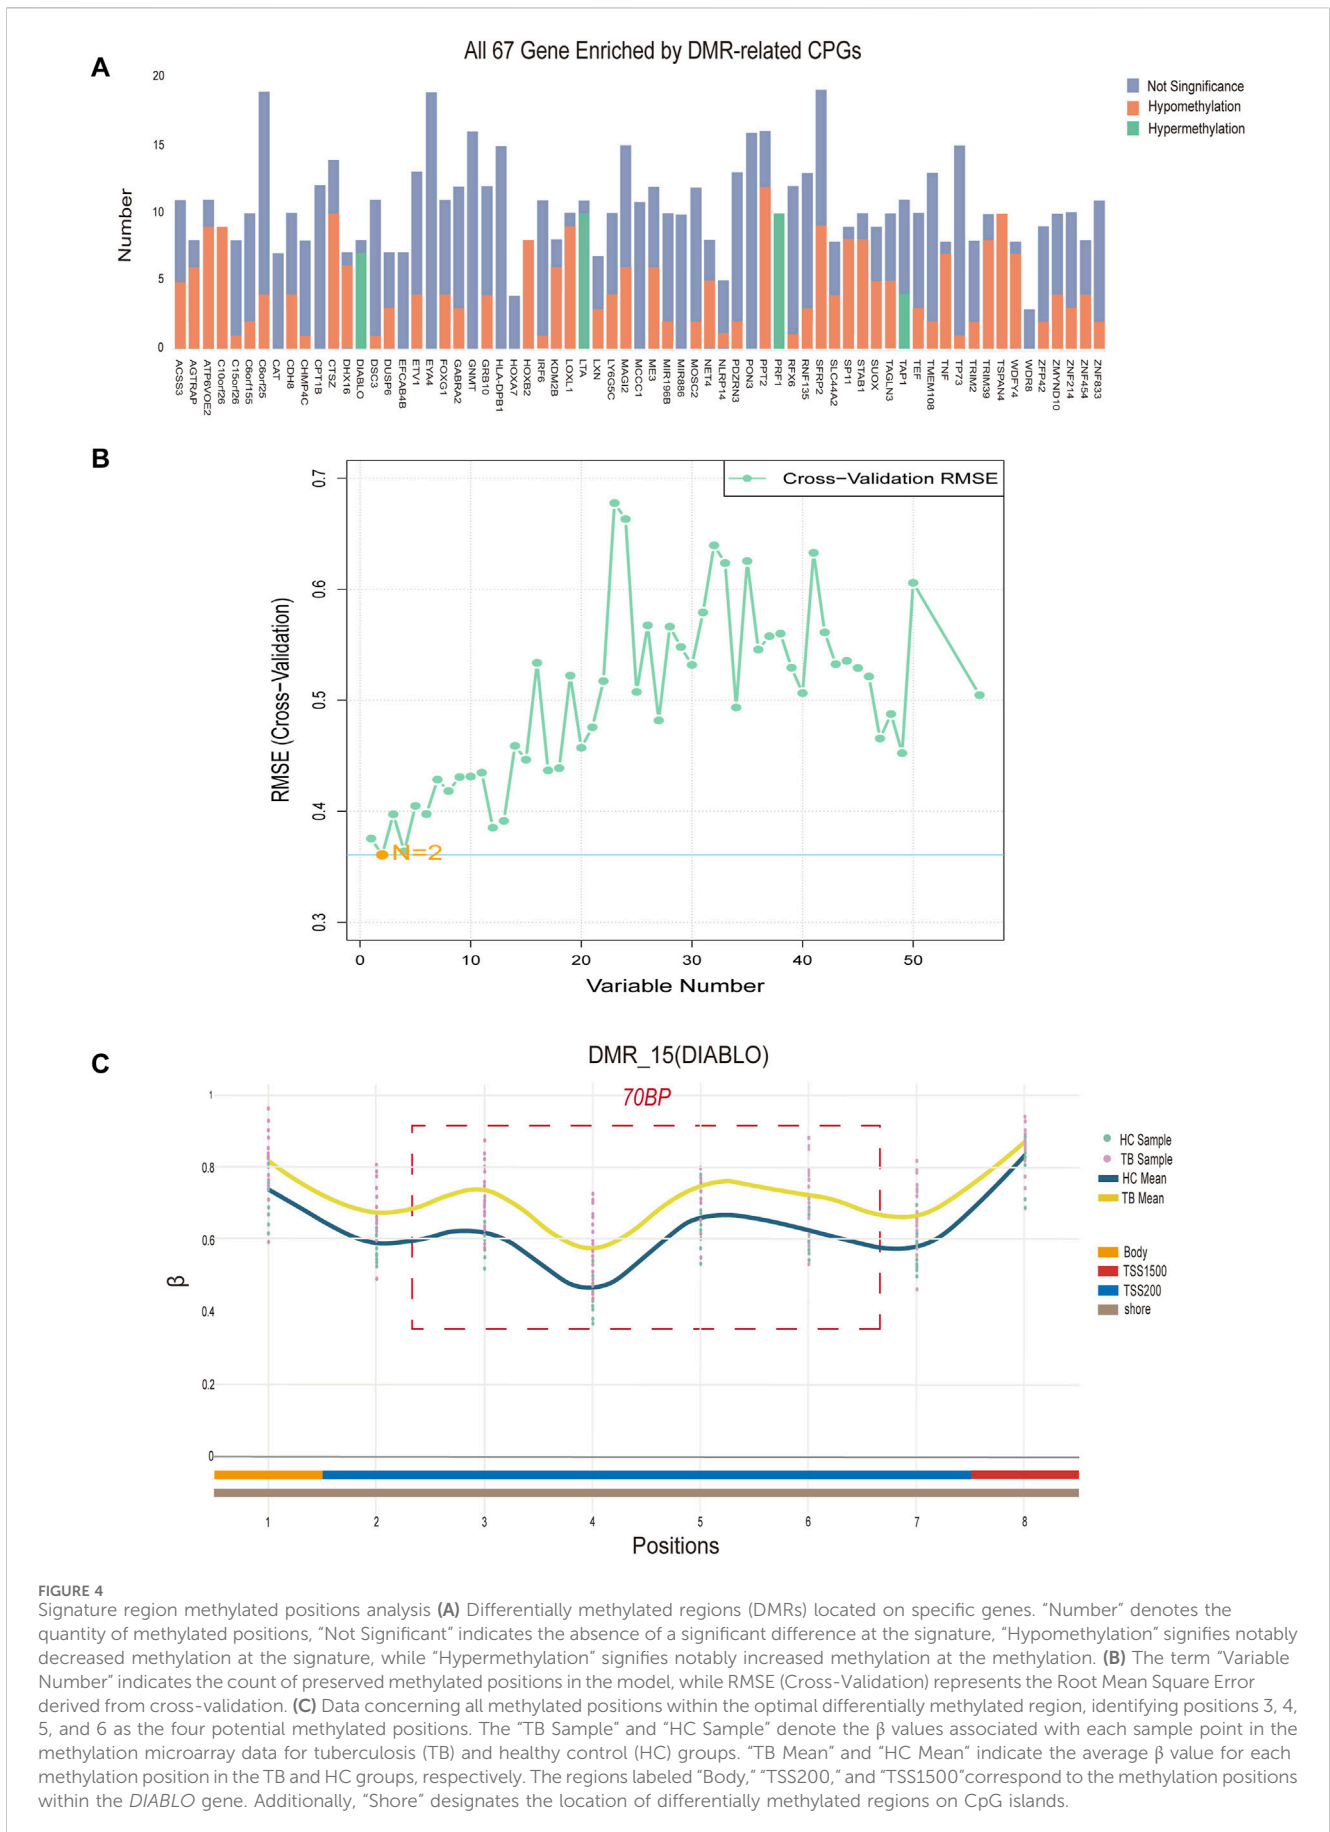 A
All 67 Gene Enriched by DMR-related CPGs
Number
20
15
10
5
0
Not Singnificance
Hypomethylation
Hypermethylation
ACSS3
AGTRAP
ATP6VOE2
C10orf26
C15orf26
C6orf155
C6orf25
CAT
CDH8
CHMP4C
CPT1B
CTSZ
DHX16
DIABLO
DSC3
DUSP6
EFCAB4B
ETV1
EYA4
FOXG1
GABRA2
GNMT
GRB10
HLA-DPB1
HOXA7
HOXB2
IRF6
KDM2B
LOXL1
LTA
LXN
LY6G5C
MAGI2
MCCC1
ME3
MIR196B
MIR886
MOSC2
NET4
NLRP14
PDZRN3
PON3
PPT2
PRF1
RFX6
RNF135
SFRP2
SLC44A2
SP11
STAB1
SUOX
TAGLN3
TAP1
TEF
TMEM108
TNF
TP73
TRIM2
TRIM39
TSPAN4
WDFY4
WDR8
ZFP42
ZMYND10
ZNF214
ZNF454
ZNF833
B
RMSE (Cross−Validation)
0.7
0.6
0.5
0.4
0.3
Cross−Validation RMSE
N=2
0 10 20 30 40 50
Variable Number
C
DMR_15(DIABLO)
70BP
β
1
0.8
0.6
0.4
0.2
0
HC Sample
TB Sample
HC Mean
TB Mean
Body
TSS1500
TSS200
shore
1 2 3 4 5 6 7 8
Positions
FIGURE 4
Signature region methylated positions analysis (A) Differentially methylated regions (DMRs) located on specific genes. “Number” denotes the
quantity of methylated positions, “Not Significant” indicates the absence of a significant difference at the signature, “Hypomethylation” signifies notably
decreased methylation at the signature, while “Hypermethylation” signifies notably increased methylation at the methylation. (B) The term “Variable
Number” indicates the count of preserved methylated positions in the model, while RMSE (Cross-Validation) represents the Root Mean Square Error
derived from cross-validation. (C) Data concerning all methylated positions within the optimal differentially methylated region, identifying positions 3, 4,
5, and 6 as the four potential methylated positions. The “TB Sample” and “HC Sample” denote the β values associated with each sample point in the
methylation microarray data for tuberculosis (TB) and healthy control (HC) groups. “TB Mean” and “HC Mean” indicate the average β value for each
methylation position in the TB and HC groups, respectively. The regions labeled “Body,” “TSS200,” and “TSS1500”correspond to the methylation positions
within the DIABLO gene. Additionally, “Shore” designates the location of differentially methylated regions on CpG islands.